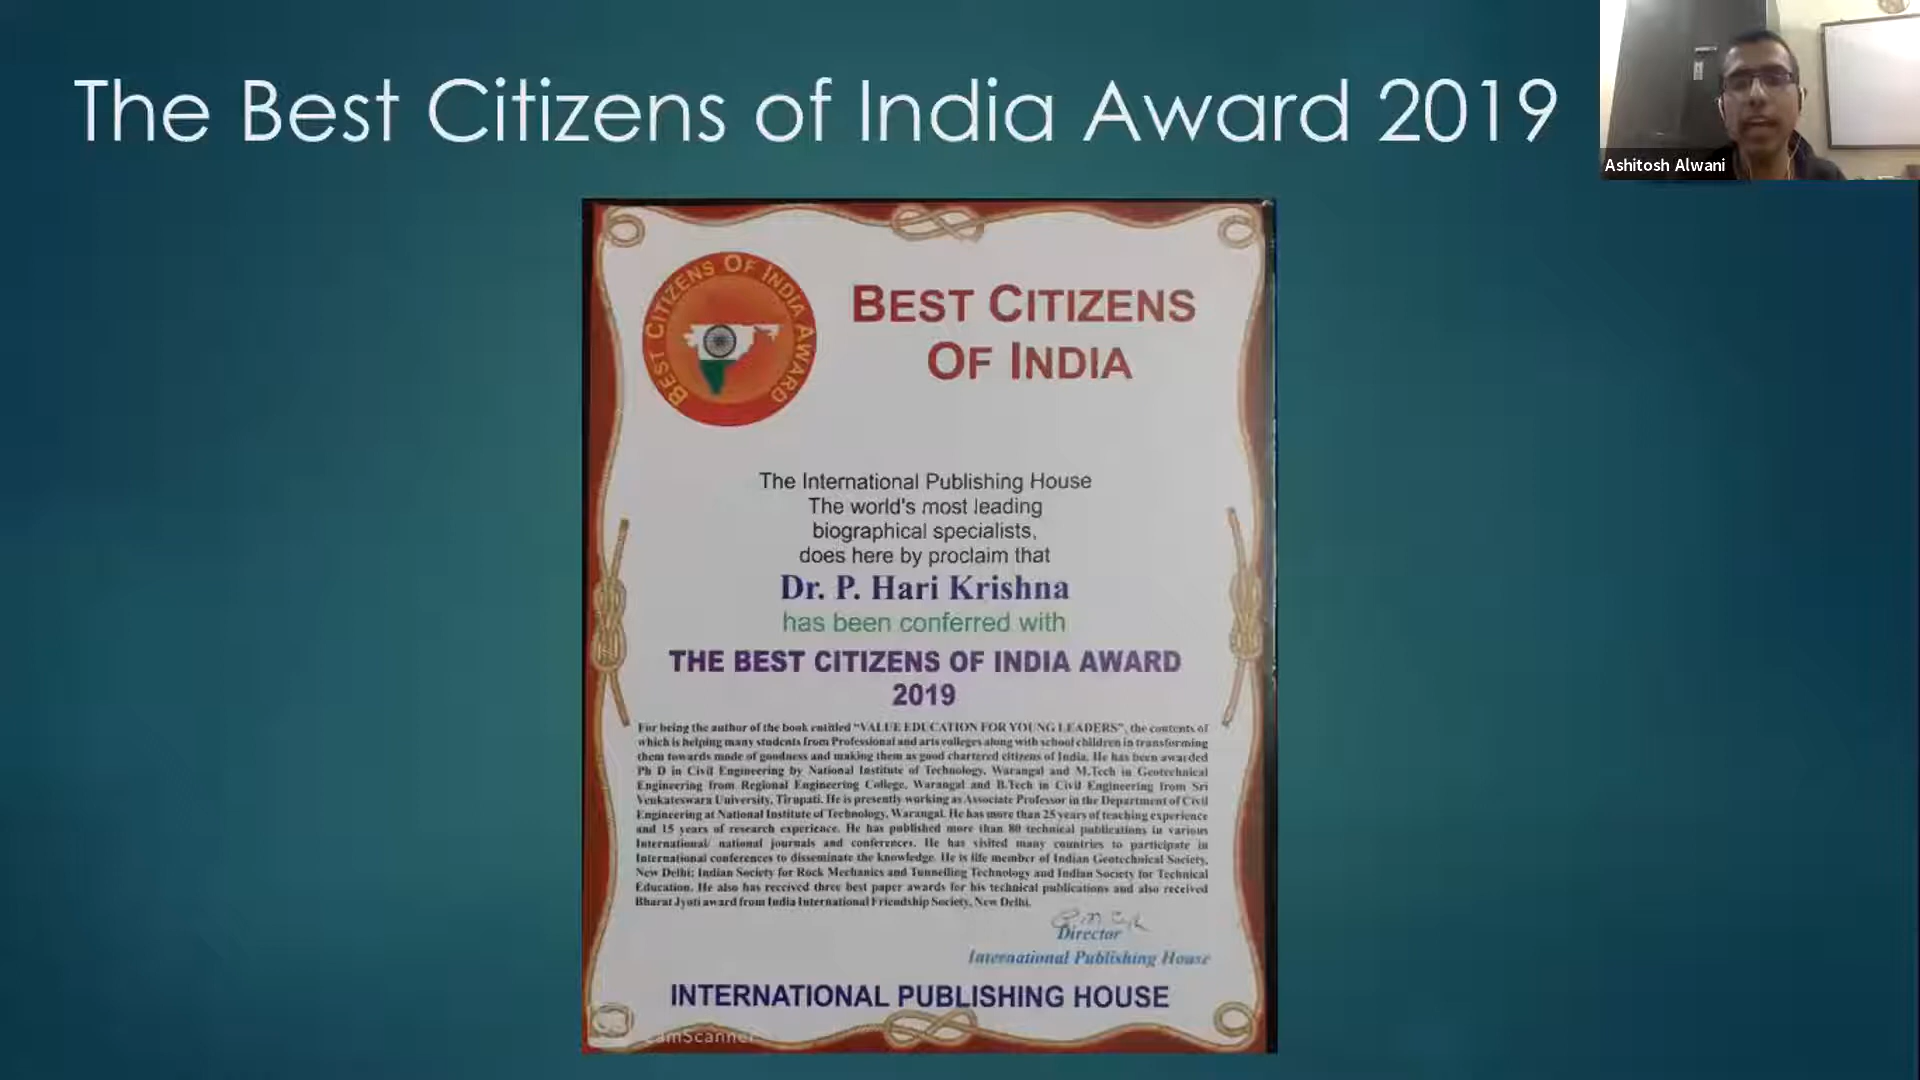 The Best Citizens of India Award 2019
Ashitosh Alwani
BEST CITIZENS OF INDIA AWARD
BEST CITIZENS
OF INDIA
The International Publishing House
The world's most leading
biographical specialists,
does here by proclaim that
Dr. P. Hari Krishna
has been conferred with
THE BEST CITIZENS OF INDIA AWARD
2019
For being the author of the book entitled "VALUE EDUCATION FOR YOUNG LEADERS", the contents of
which is helping many students from Professional and arts colleges along with school children in transforming
them towards mode of goodness and making them as good chartered citizens of India. He has been awarded
Ph D in Civil Engineering by National Institute of Technology, Warangal and M.Tech in Geotechnical
Engineering from Regional Engineering College, Warangal and B.Tech in Civil Engineering from Sri
Venkateswara University, Tirupati. He is presently working as Associate Professor in the Department of Civil
Engineering at National Institute of Technology, Warangal. He has more than 25 years of teaching experience
and 15 years of research experience. He has published more than 80 technical publications in various
International/ national journals and conferences. He has visited many countries to participate in
International conferences to disseminate the knowledge. He is life member of Indian Geotechnical Society,
New Delhi; Indian Society for Rock Mechanics and Tunnelling Technology and Indian Society for Technical
Education. He also has received three best paper awards for his technical publications and also received
Bharat Jyoti award from India International Friendship Society, New Delhi.
Director
International Publishing House
INTERNATIONAL PUBLISHING HOUSE